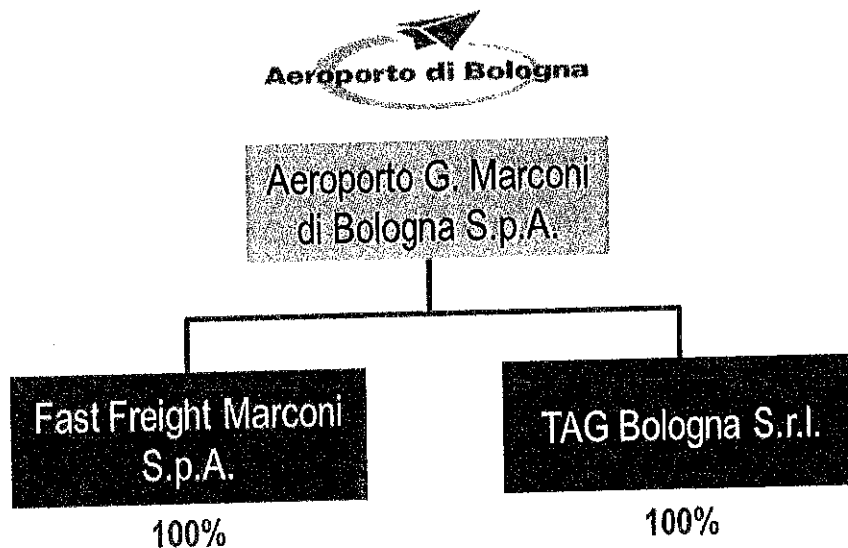 Aeroporto di Bologna
Aeroporto G. Marconi
di Bologna S.p.A.
Fast Freight Marconi
S.p.A.
100%
TAG Bologna S.r.l.
100%